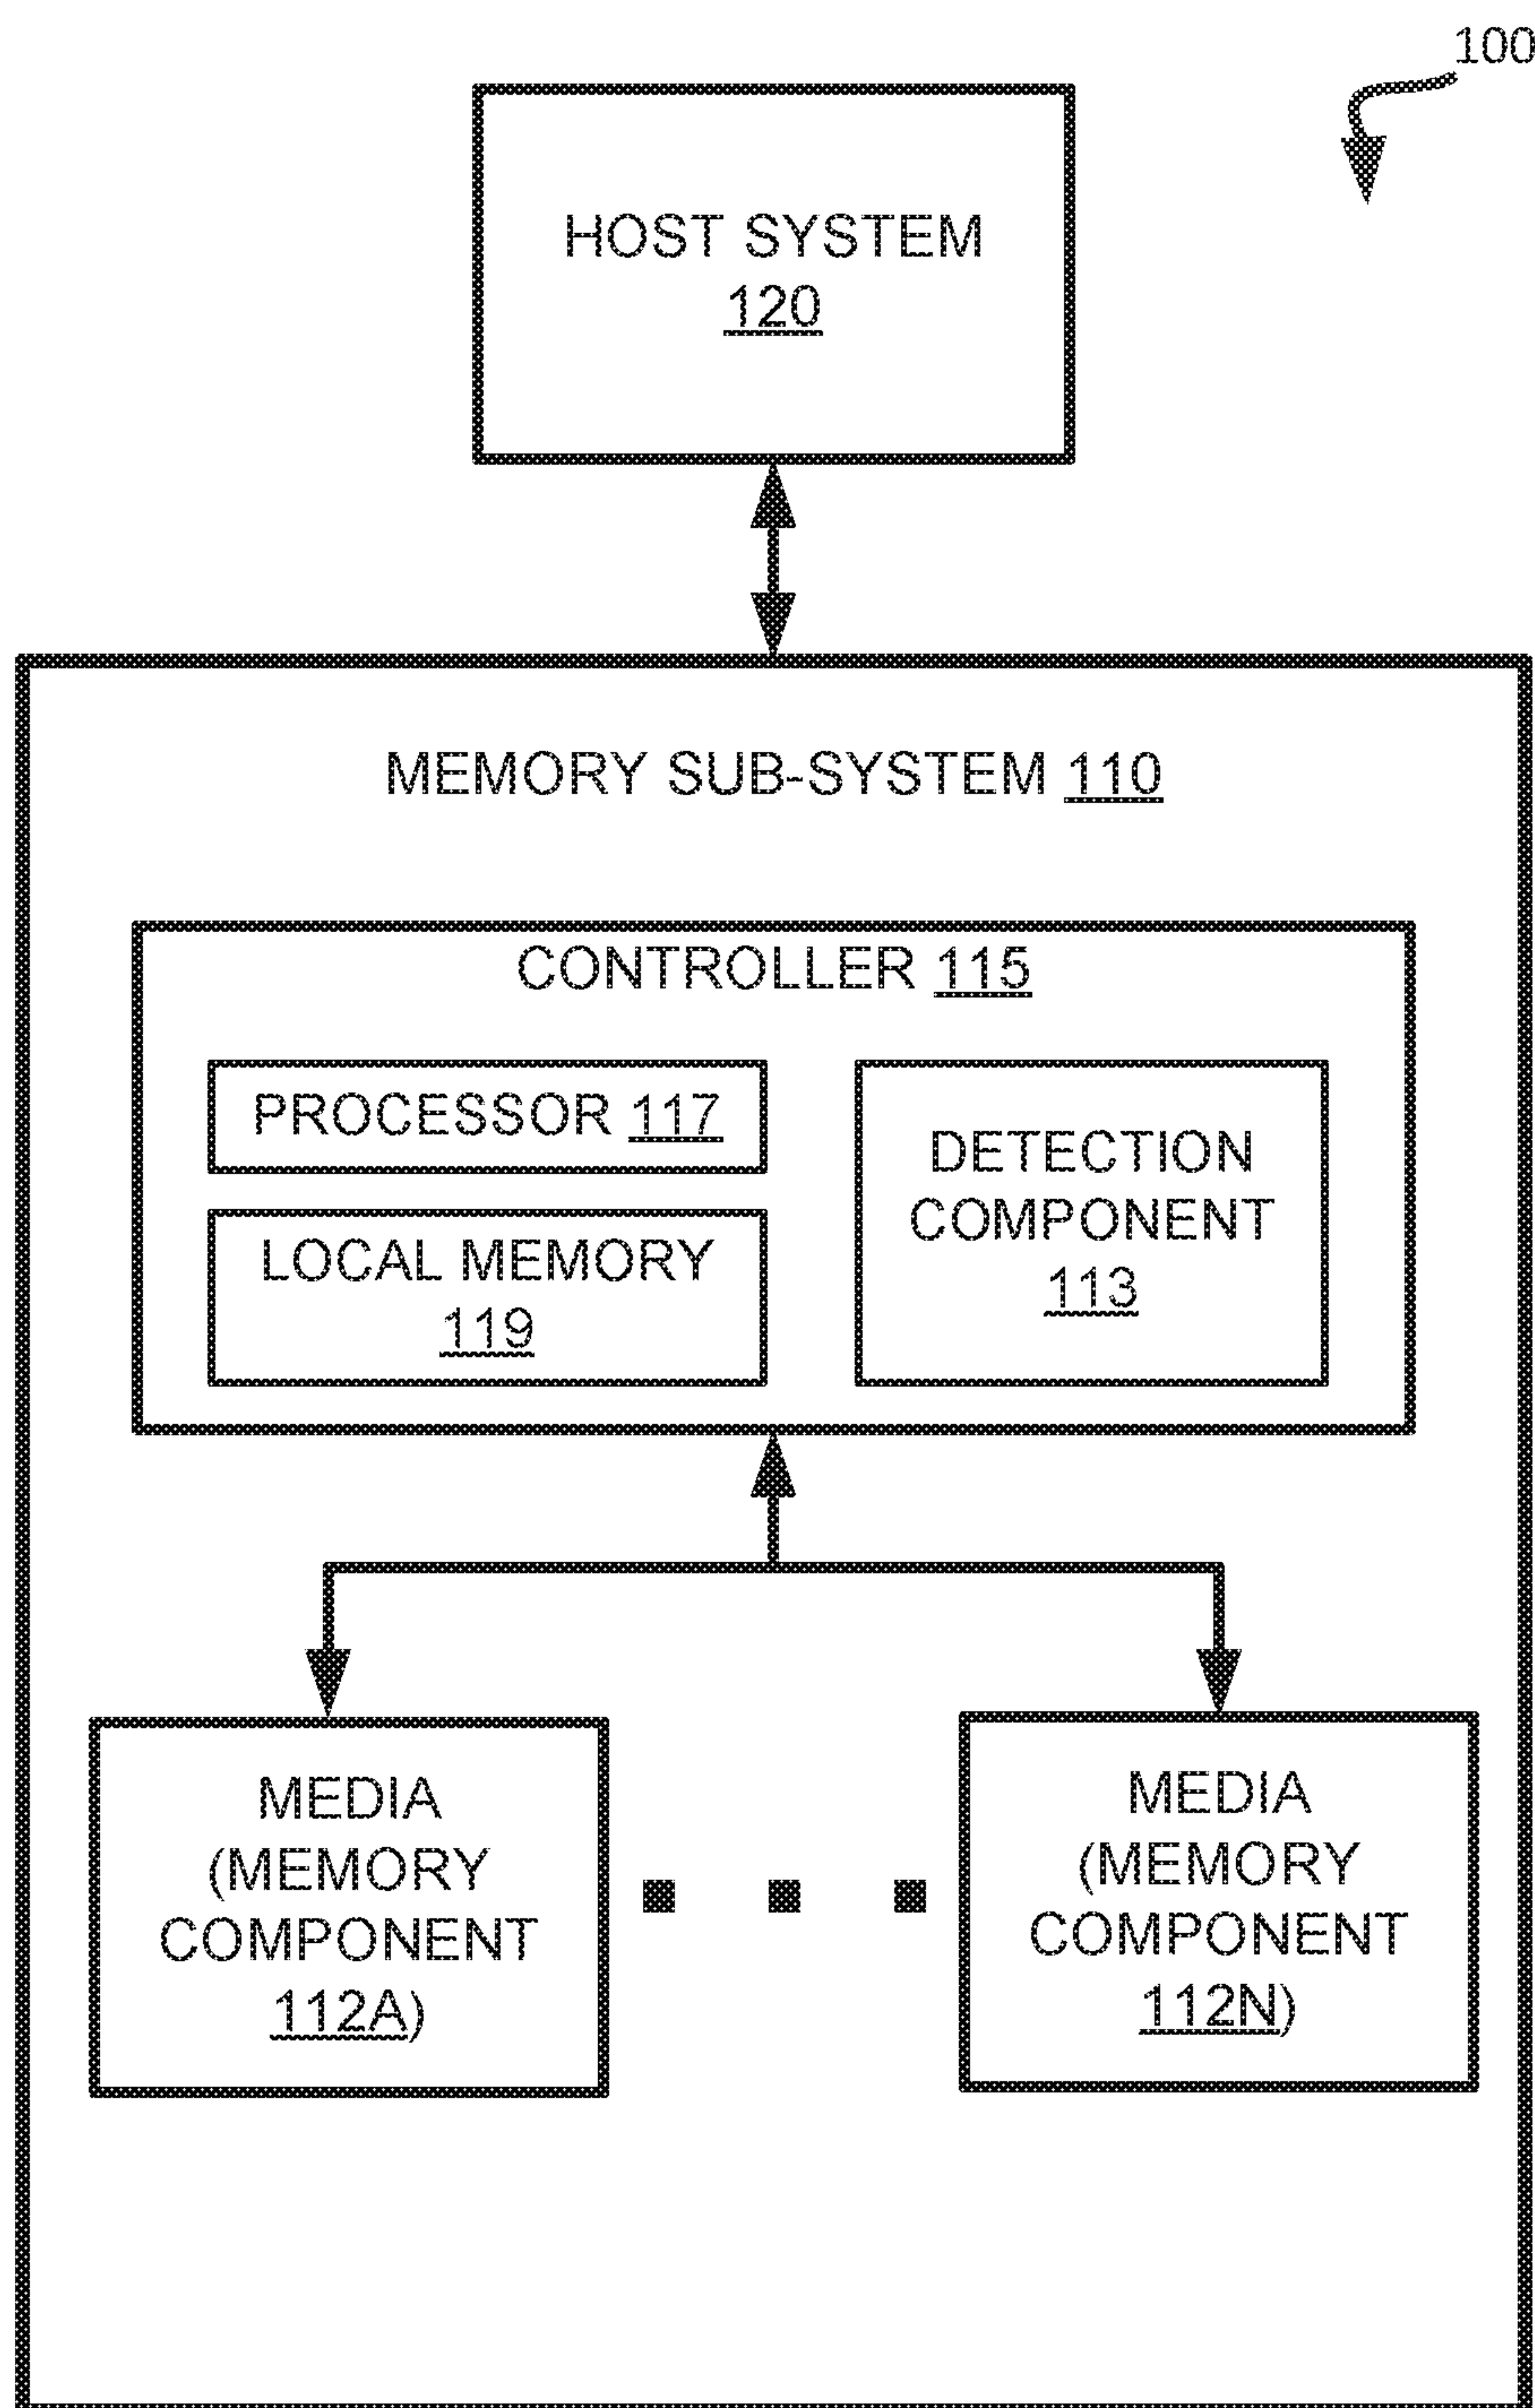 100
HOST SYSTEM
120
MEMORY SUB-SYSTEM 110
CONTROLLER 115
PROCESSOR 117
LOCAL MEMORY
119
DETECTION
COMPONENT
113
MEDIA
(MEMORY
COMPONENT
112A)
MEDIA
(MEMORY
COMPONENT
112N)